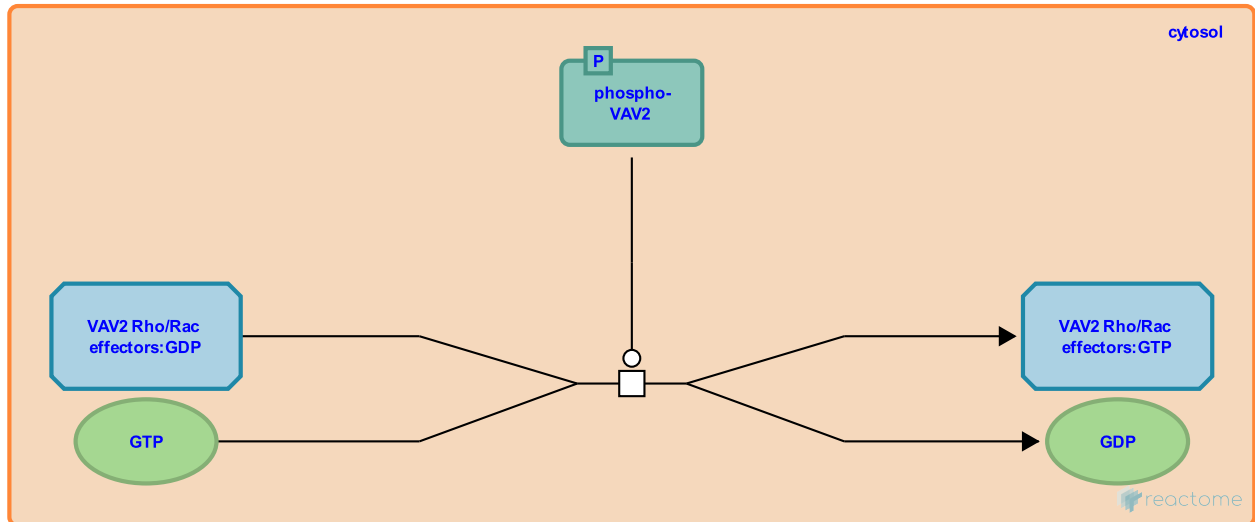 cytosol
P
phospho-
VAV2
VAV2 Rho/Rac
effectors:GDP
VAV2 Rho/Rac
effectors:GTP
GTP
GDP
reactome